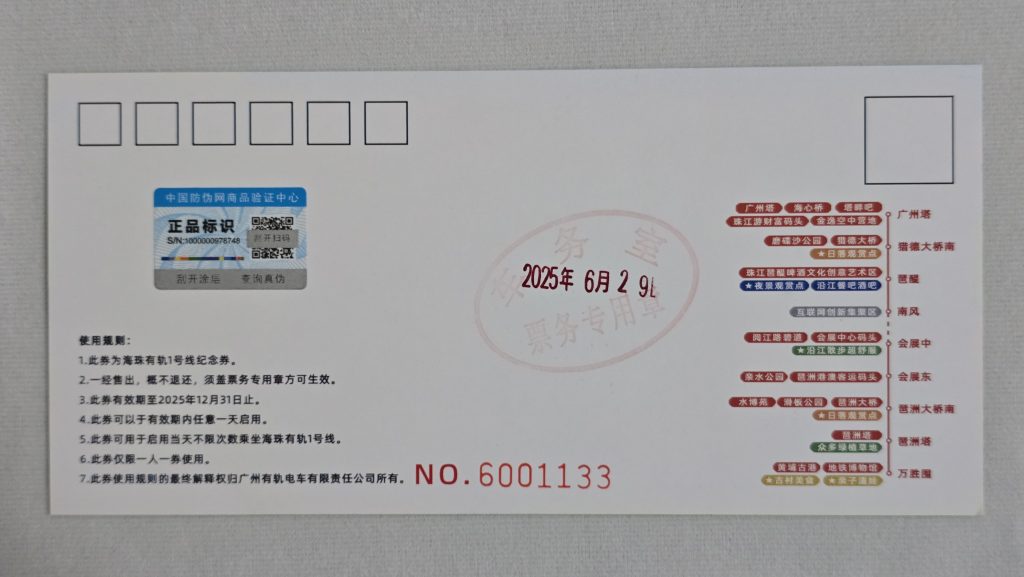 中国防伪网商品验证中心
正品标识
S/N:1000000978748
刮开扫码
刮开涂层 查询真伪
使用规则：
1.此券为海珠有轨1号线纪念券。
2.一经售出，概不退还，须盖票务专用章方可生效。
3.此券有效期至2025年12月31日止。
4.此券可以于有效期内任意一天启用。
5.此券可用于启用当天不限次数乘坐海珠有轨1号线。
6.此券仅限一人一券使用。
7.此券使用规则的最终解释权归广州有轨电车有限责任公司所有。
NO.6001133
车务室
2025年 6月 2 9
票务专用章
广州塔 海心桥 塔畔吧
珠江游财富码头 金逸空中营地
广州塔
磨碟沙公园 猎德大桥
★日落观赏点
猎德大桥南
珠江琶醍啤酒文化创意艺术区
★夜景观赏点 沿江餐吧酒吧
琶醍
互联网创新集聚区
南风
阅江路碧道 会展中心码头
★沿江散步超舒服
会展中
亲水公园 琶洲港澳客运码头
会展东
水博苑 滑板公园 琶洲大桥
★日落观赏点
琶洲大桥南
琶洲塔
众多绿植草地
琶洲塔
黄埔古港 地铁博物馆
★古村美食 ★亲子遛娃
万胜围